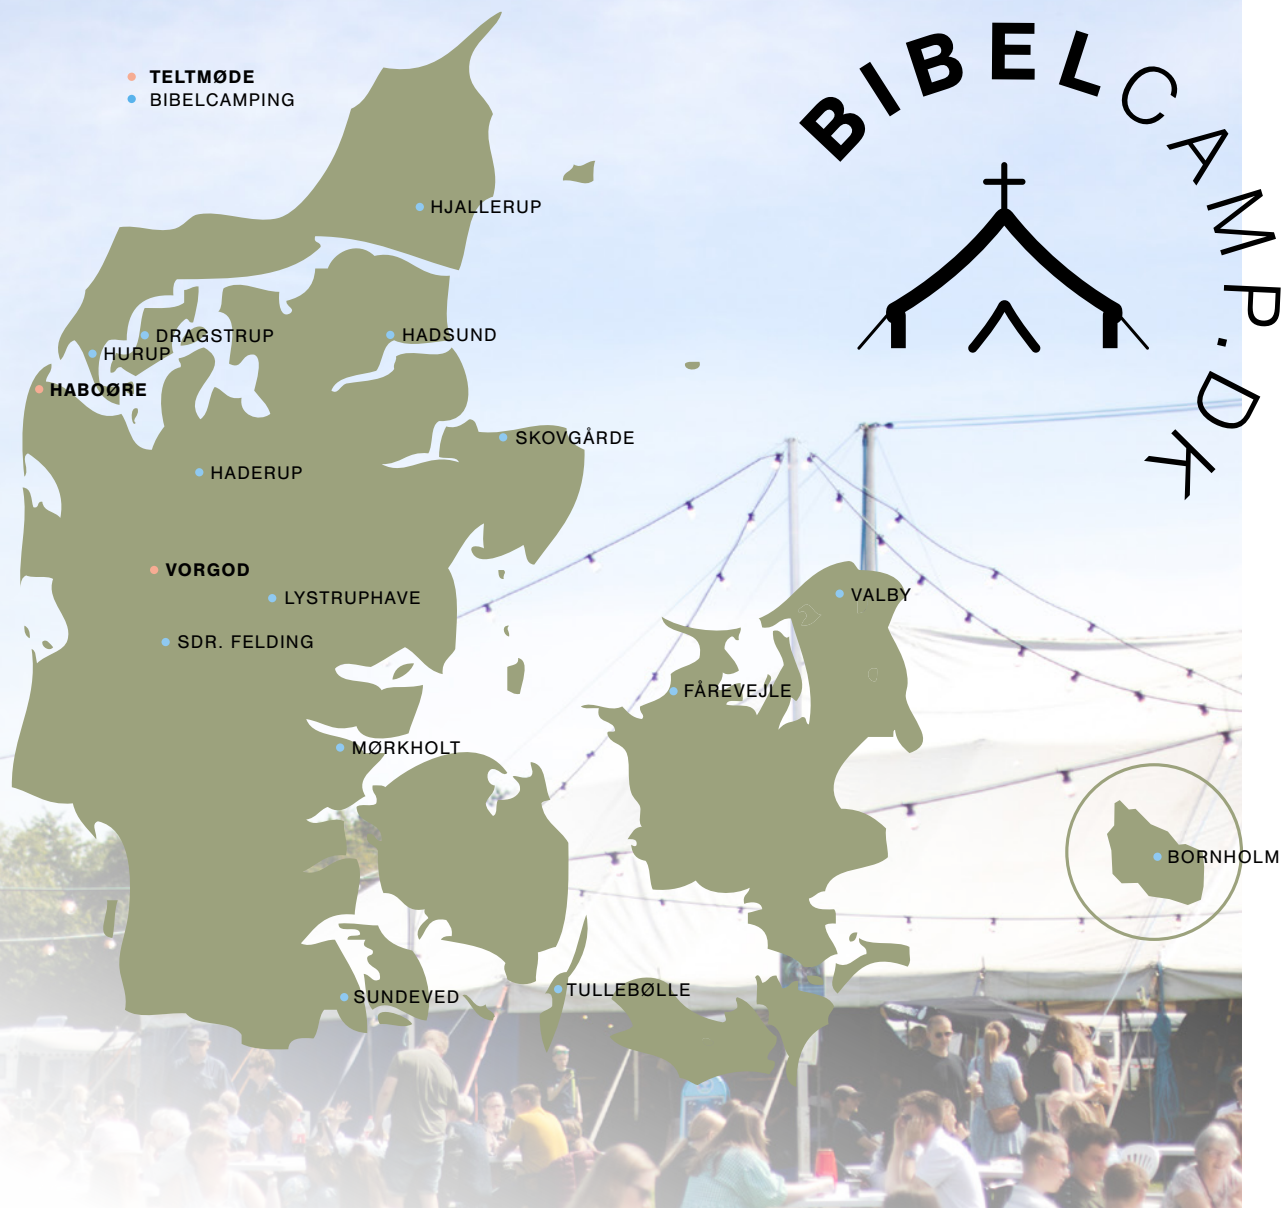 BIBELCAMP.DK
TELTMØDE
BIBELCAMPING
HJALLERUP
DRAGSTRUP
HADSUND
HURUP
HABOØRE
SKOVGÅRDE
HADERUP
VORGOD
LYSTRUPHAVE
VALBY
SDR. FELDING
FÅREVEJLE
MØRKHOLT
BORNHOLM
TULLEBØLLE
SUNDEVED